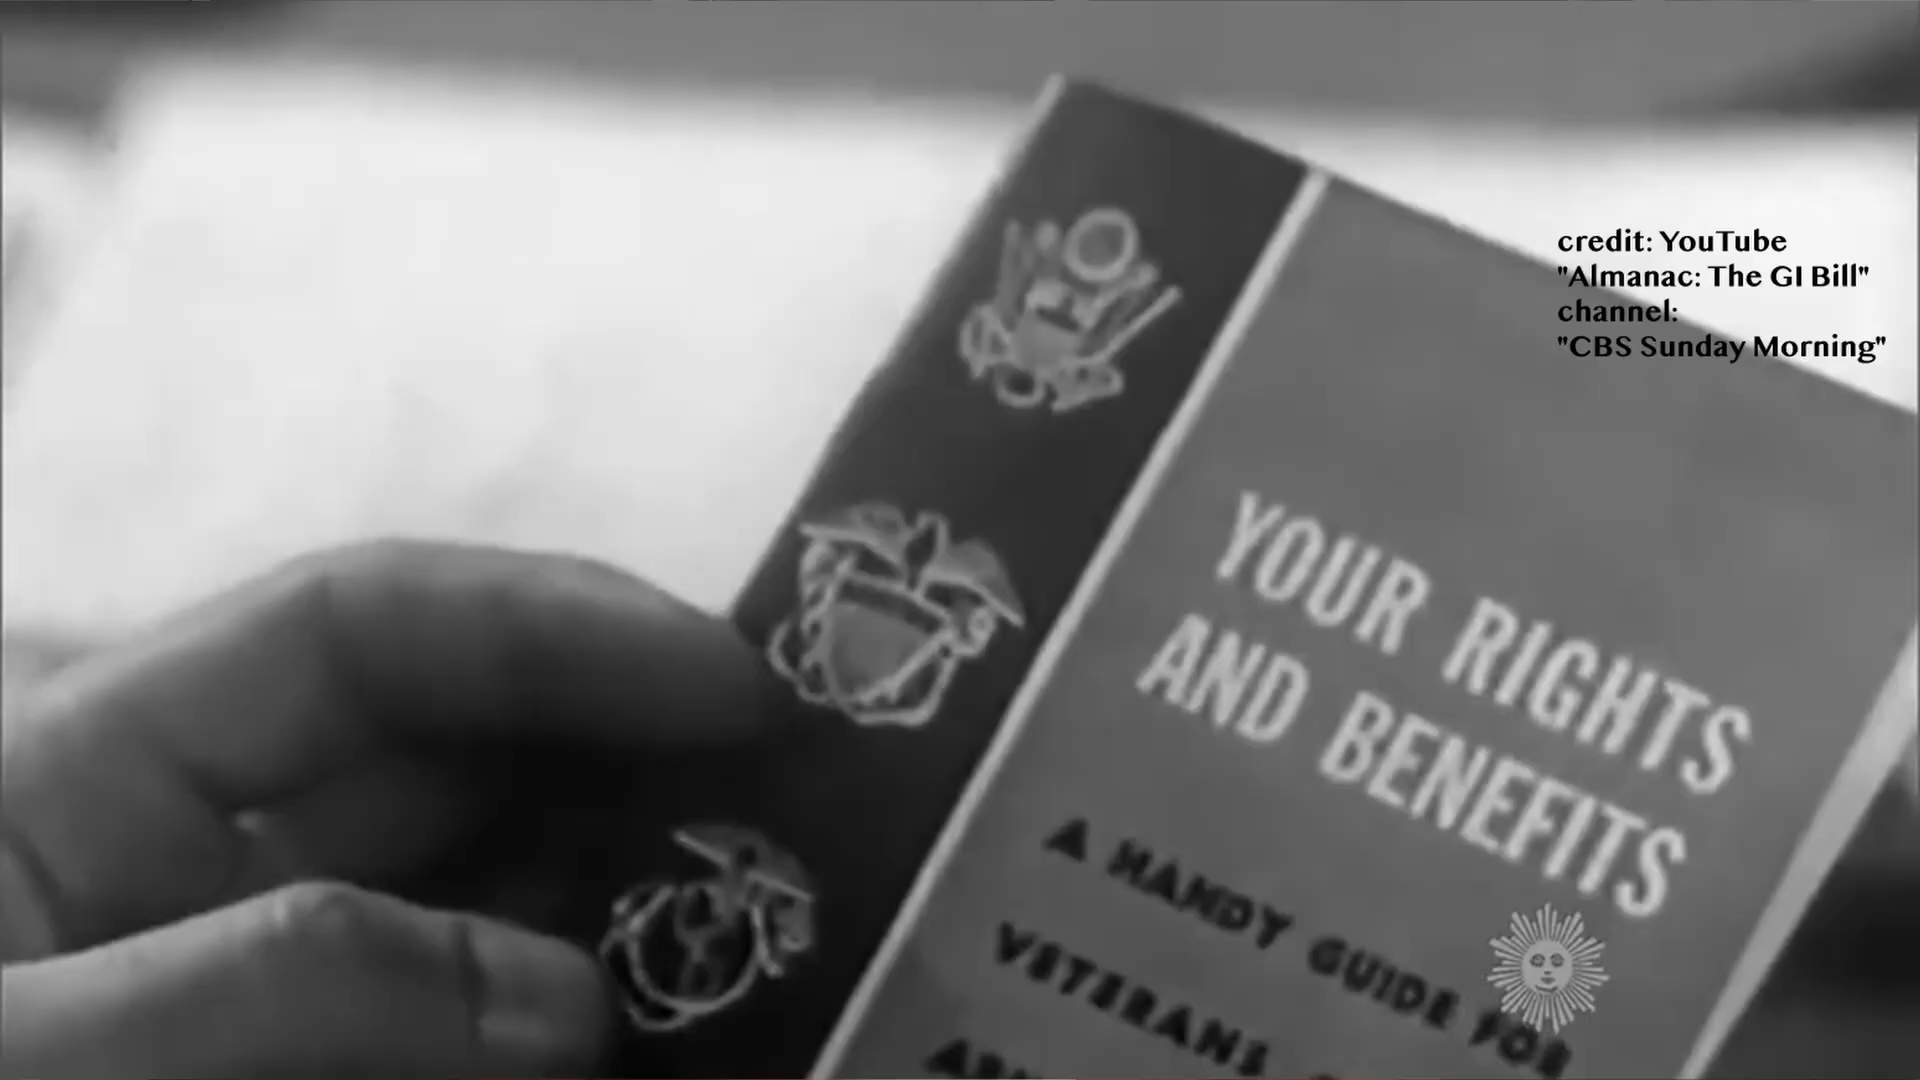 credit: YouTube
"Almanac: The GI Bill"
channel:
"CBS Sunday Morning"
YOUR RIGHTS
AND BENEFITS
A HANDY GUIDE FOR
VETERANS